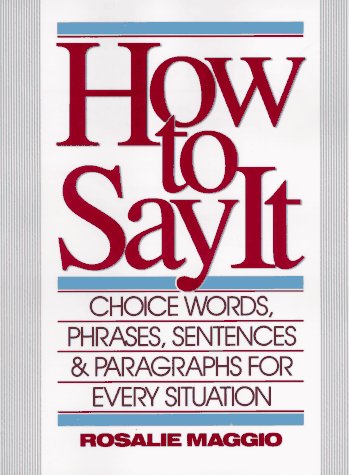 How
to
Say It
CHOICE WORDS,
PHRASES, SENTENCES
& PARAGRAPHS FOR
EVERY SITUATION
ROSALIE MAGGIO